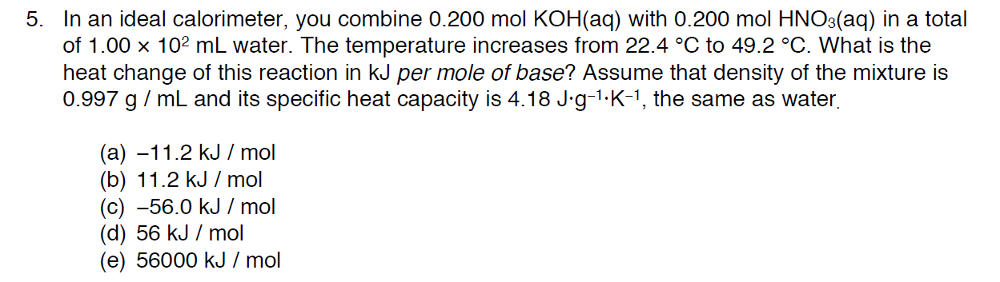 5. In an ideal calorimeter, you combine 0.200 mol KOH(aq) with 0.200 mol HNO₃(aq) in a total
of 1.00 × 10² mL water. The temperature increases from 22.4 °C to 49.2 °C. What is the
heat change of this reaction in kJ per mole of base? Assume that density of the mixture is
0.997 g / mL and its specific heat capacity is 4.18 J·g⁻¹·K⁻¹, the same as water.
(a) –11.2 kJ / mol
(b) 11.2 kJ / mol
(c) –56.0 kJ / mol
(d) 56 kJ / mol
(e) 56000 kJ / mol